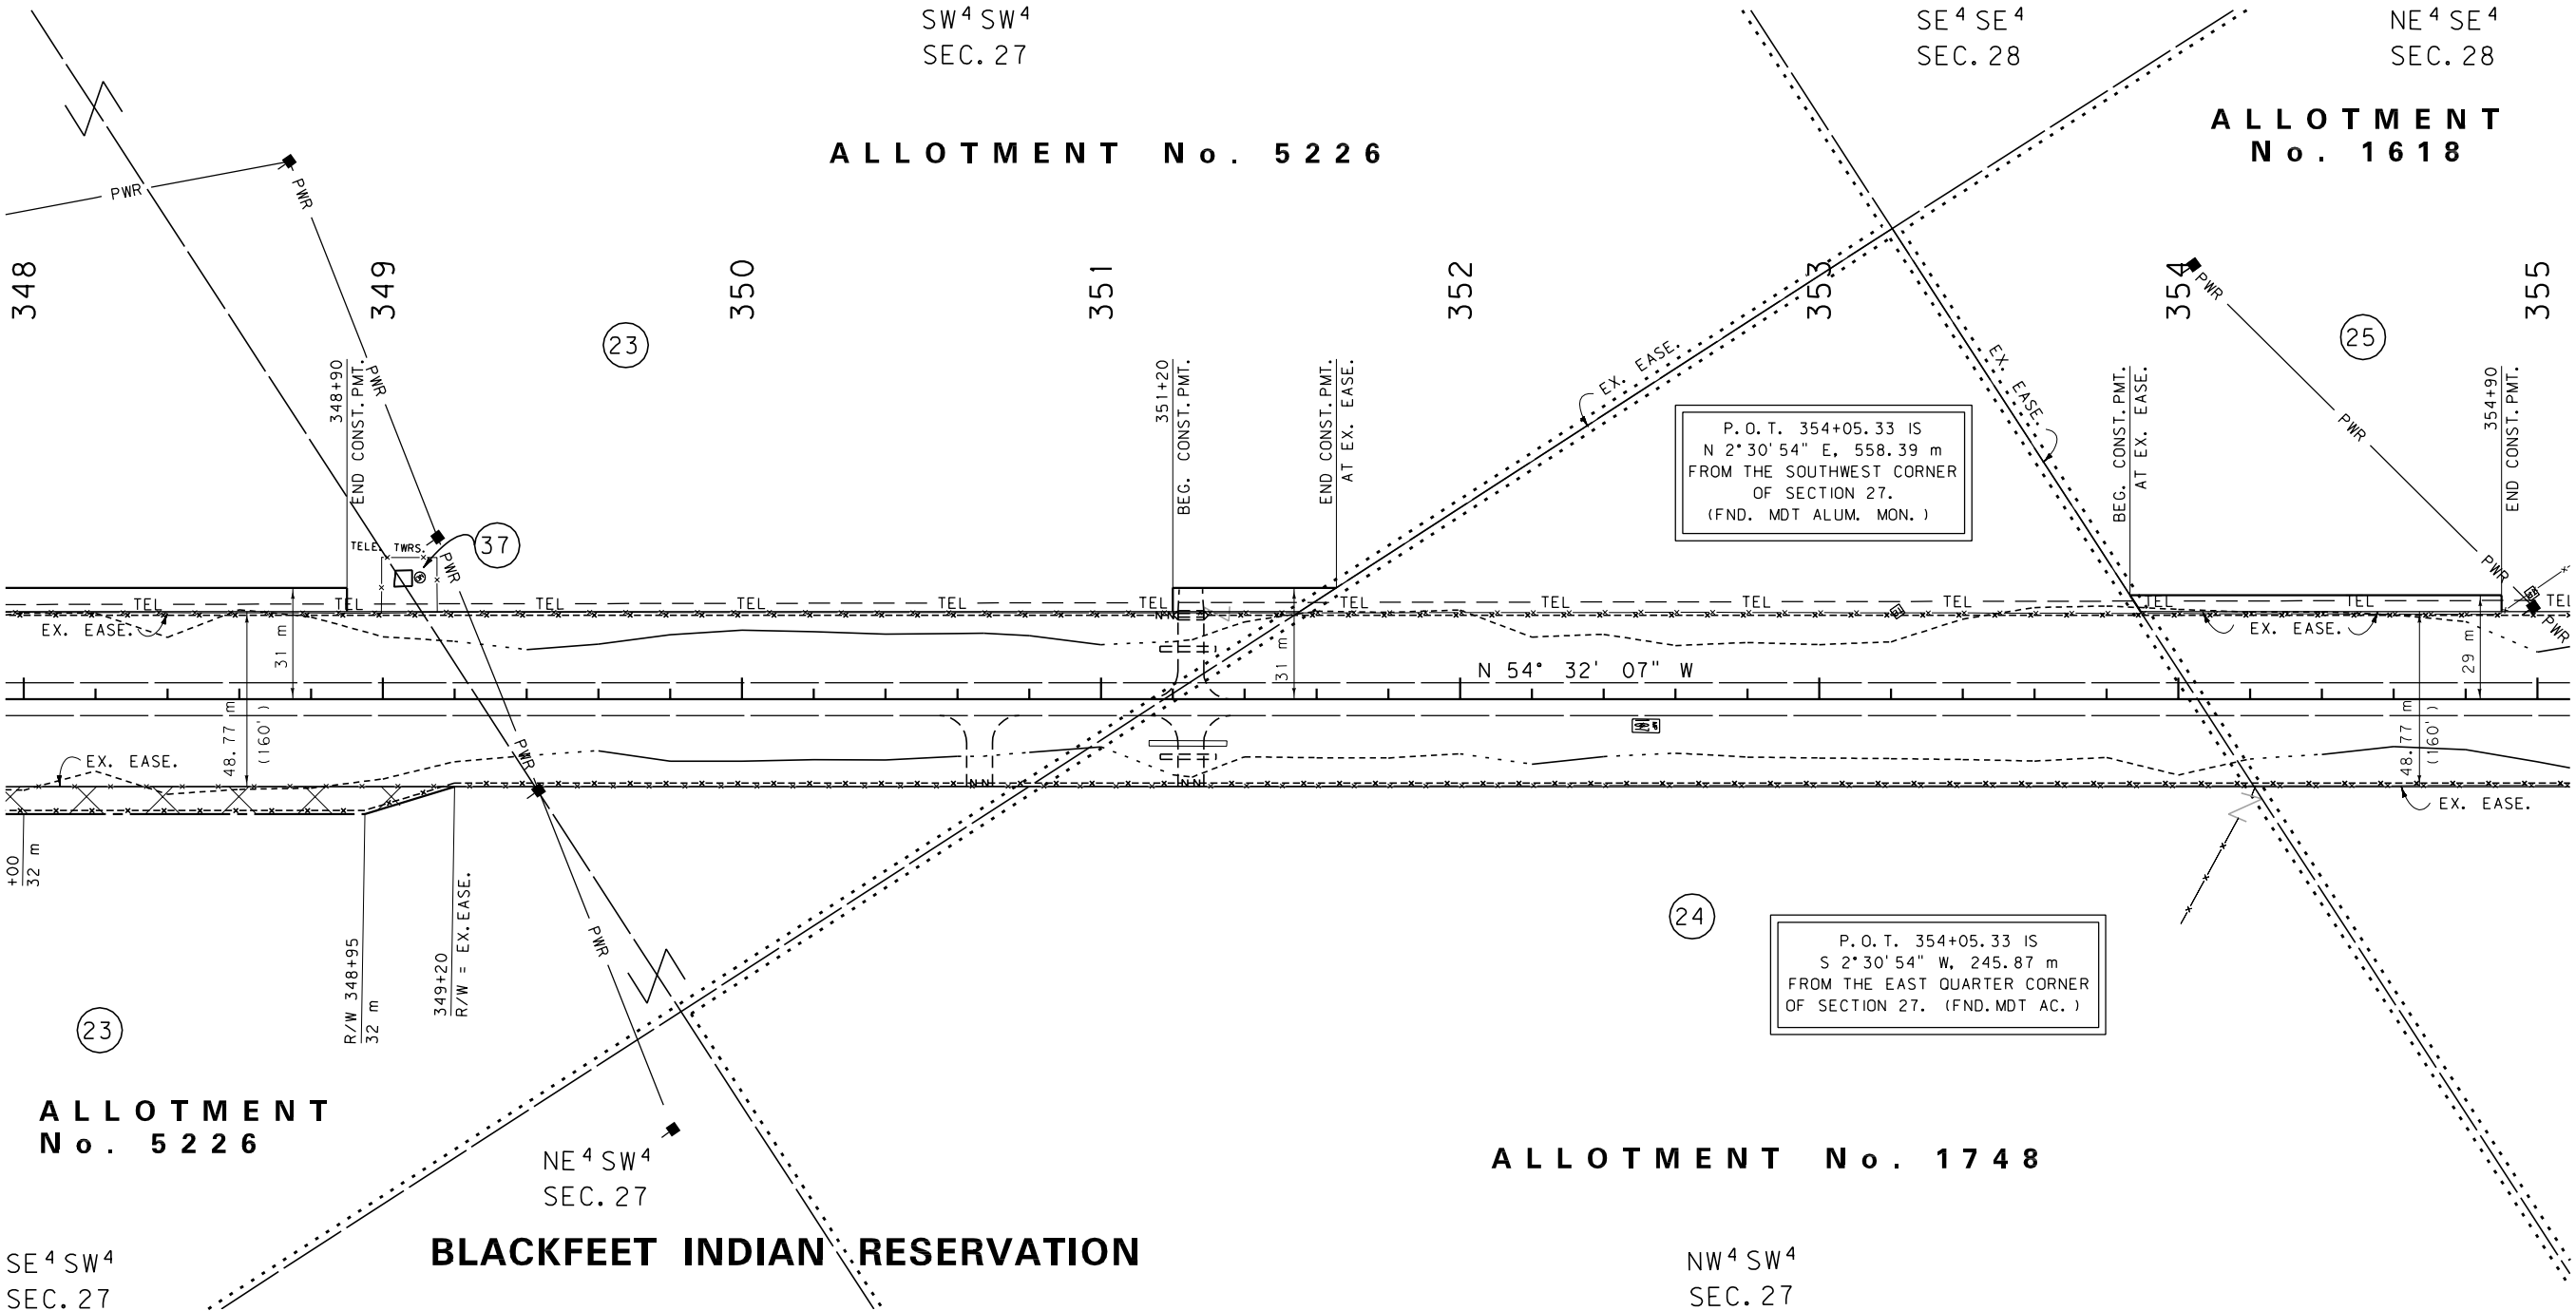 SW⁴ SW⁴
SEC. 27
SE⁴ SE⁴
SEC. 28
NE⁴ SE⁴
SEC. 28
ALLOTMENT No. 5226
ALLOTMENT
No. 1618
PWR
PWR
348
349
350
351
352
353
354
355
23
25
PWR
PWR
348+90
END CONST. PMT.
PWR
351+20
BEG. CONST. PMT.
END CONST. PMT.
AT EX. EASE.
EX. EASE.
EX. EASE.
BEG. CONST. PMT.
AT EX. EASE.
354+90
END CONST. PMT.
P.O.T. 354+05.33 IS
N 2°30'54" E, 558.39 m
FROM THE SOUTHWEST CORNER
OF SECTION 27.
(FND. MDT ALUM. MON.)
TELE. TWRS.
37
PWR
PWR
TEL TEL TEL TEL TEL TEL TEL TEL TEL TEL TEL TEL TEL
EX. EASE.
EX. EASE.
PWR
31 m
31 m
29 m
N 54° 32' 07" W
48.77 m
(160')
48.77 m
(160')
PWR
EX. EASE.
N N
N N
N N
EX. EASE.
+00
32 m
R/W 348+95
32 m
349+20
R/W = EX. EASE.
PWR
24
P.O.T. 354+05.33 IS
S 2°30'54" W, 245.87 m
FROM THE EAST QUARTER CORNER
OF SECTION 27. (FND. MDT AC.)
23
ALLOTMENT
No. 5226
NE⁴ SW⁴
SEC. 27
ALLOTMENT No. 1748
BLACKFEET INDIAN RESERVATION
SE⁴ SW⁴
SEC. 27
NW⁴ SW⁴
SEC. 27